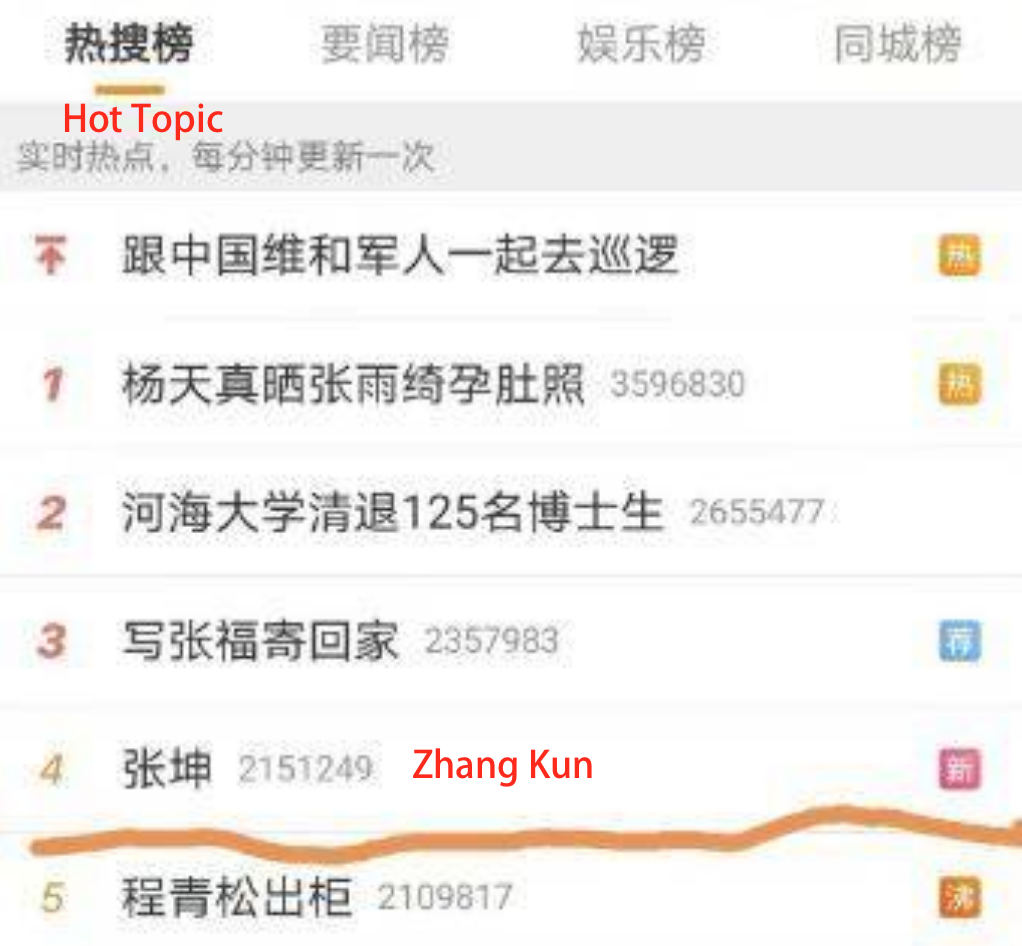 热搜榜 要闻榜 娱乐榜 同城榜
Hot Topic
实时热点，每分钟更新一次
跟中国维和军人一起去巡逻 热
1 杨天真晒张雨绮孕肚照 3596830 热
2 河海大学清退125名博士生 2655477
3 写张福寄回家 2357983 荐
4 张坤 2151249 Zhang Kun 新
5 程青松出柜 2109817 沸